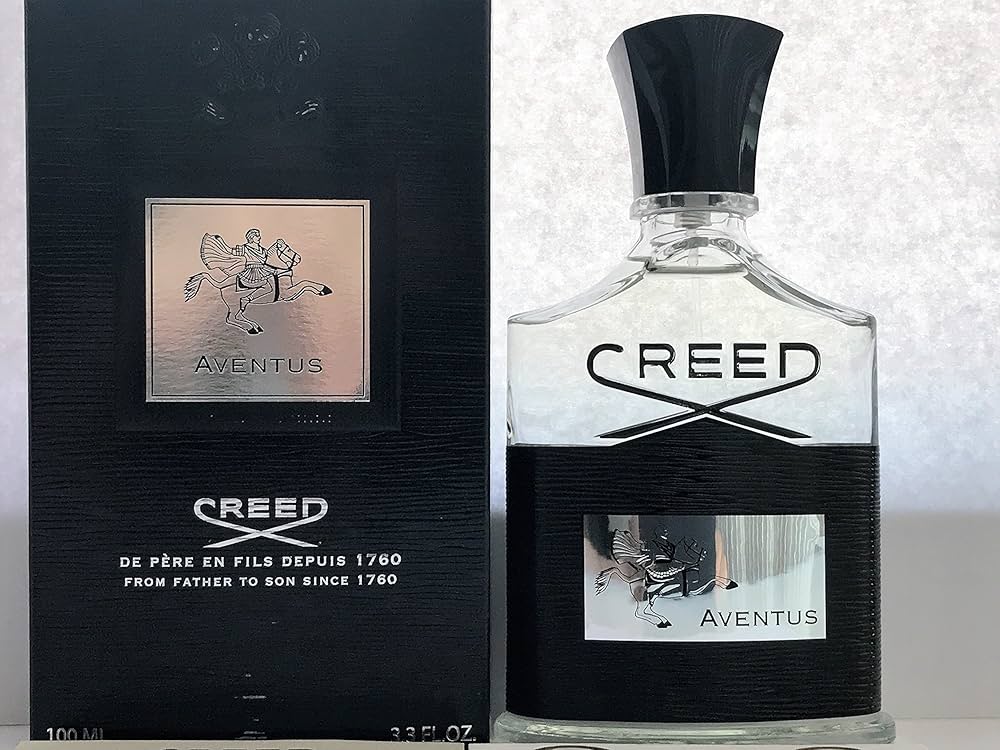 AVENTUS
CREED
DE PÈRE EN FILS DEPUIS 1760
FROM FATHER TO SON SINCE 1760
100 ML
3.3 FL.OZ.
CREED
AVENTUS